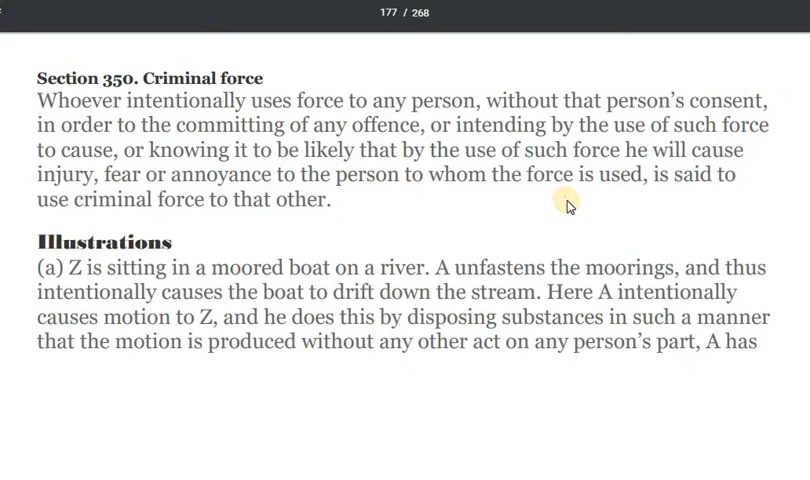 177 / 268
Section 350. Criminal force
Whoever intentionally uses force to any person, without that person’s consent,
in order to the committing of any offence, or intending by the use of such force
to cause, or knowing it to be likely that by the use of such force he will cause
injury, fear or annoyance to the person to whom the force is used, is said to
use criminal force to that other.
Illustrations
(a) Z is sitting in a moored boat on a river. A unfastens the moorings, and thus
intentionally causes the boat to drift down the stream. Here A intentionally
causes motion to Z, and he does this by disposing substances in such a manner
that the motion is produced without any other act on any person’s part, A has